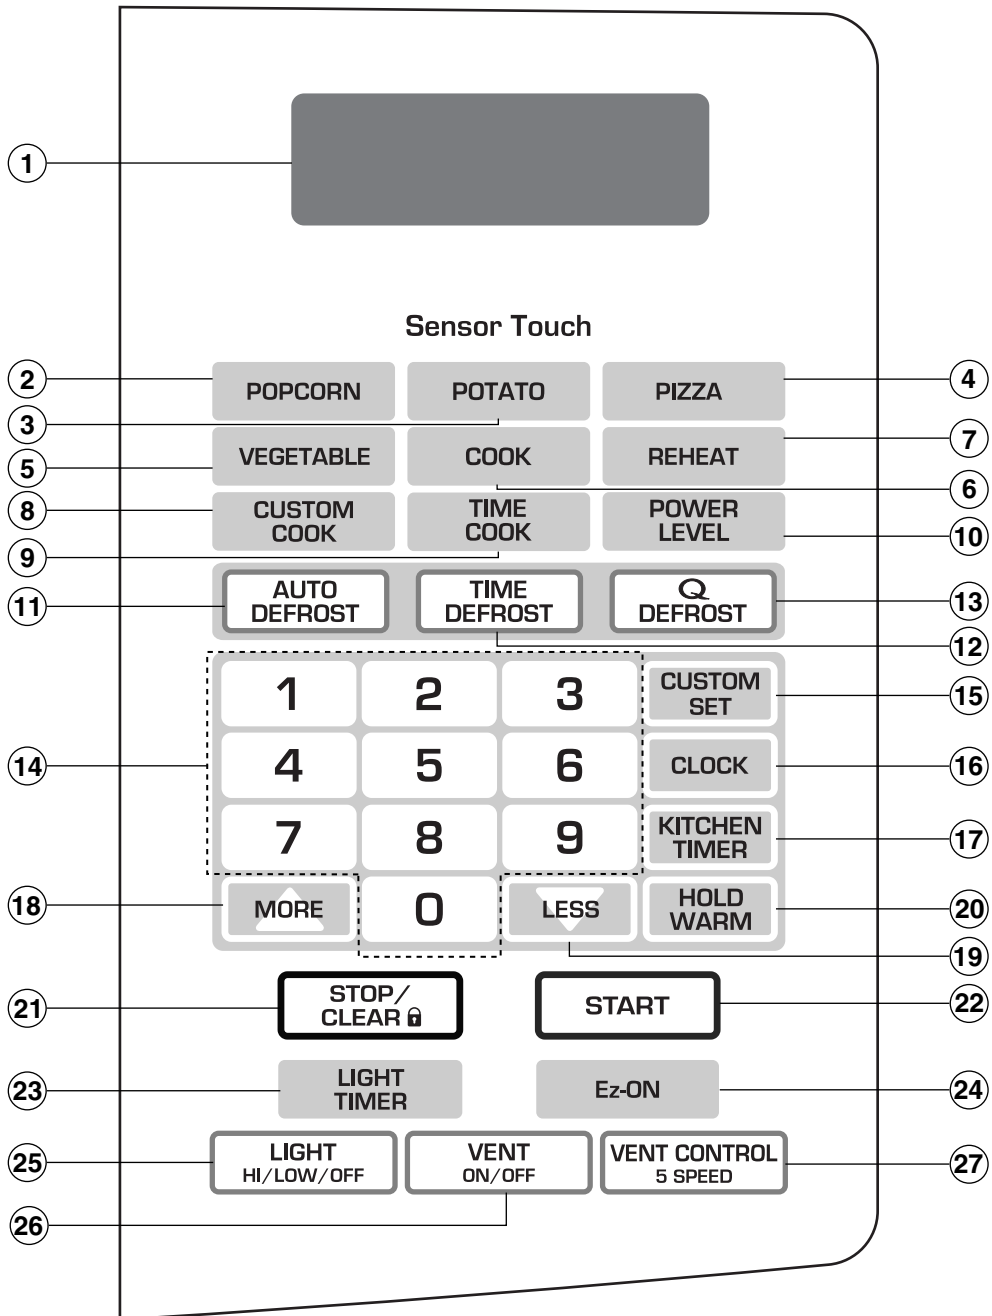 1
Sensor Touch
2
POPCORN
POTATO
PIZZA
4
3
5
VEGETABLE
COOK
REHEAT
7
6
8
CUSTOM
COOK
TIME
COOK
POWER
LEVEL
10
9
11
AUTO
DEFROST
TIME
DEFROST
Q
DEFROST
13
12
14
1
2
3
CUSTOM
SET
15
4
5
6
CLOCK
16
7
8
9
KITCHEN
TIMER
17
18
MORE
0
LESS
HOLD
WARM
20
19
21
STOP/
CLEAR
START
22
23
LIGHT
TIMER
Ez-ON
24
25
LIGHT
HI/LOW/OFF
VENT
ON/OFF
VENT CONTROL
5 SPEED
27
26